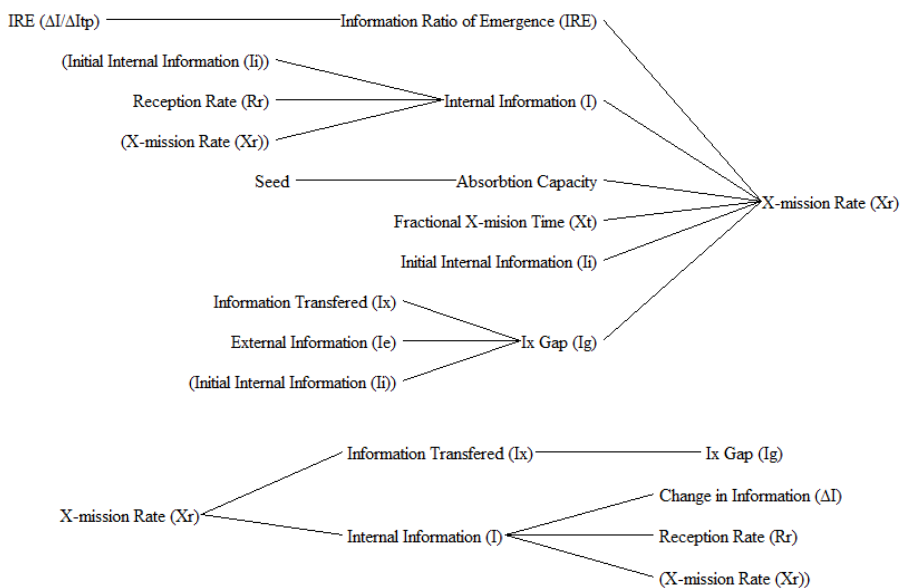 IRE (ΔI/ΔItp)
Information Ratio of Emergence (IRE)
(Initial Internal Information (Ii))
Reception Rate (Rr)
Internal Information (I)
(X-mission Rate (Xr))
Seed
Absorbtion Capacity
X-mission Rate (Xr)
Fractional X-mision Time (Xt)
Initial Internal Information (Ii)
Information Transfered (Ix)
External Information (Ie)
Ix Gap (Ig)
(Initial Internal Information (Ii))
Information Transfered (Ix)
Ix Gap (Ig)
Change in Information (ΔI)
X-mission Rate (Xr)
Internal Information (I)
Reception Rate (Rr)
(X-mission Rate (Xr))